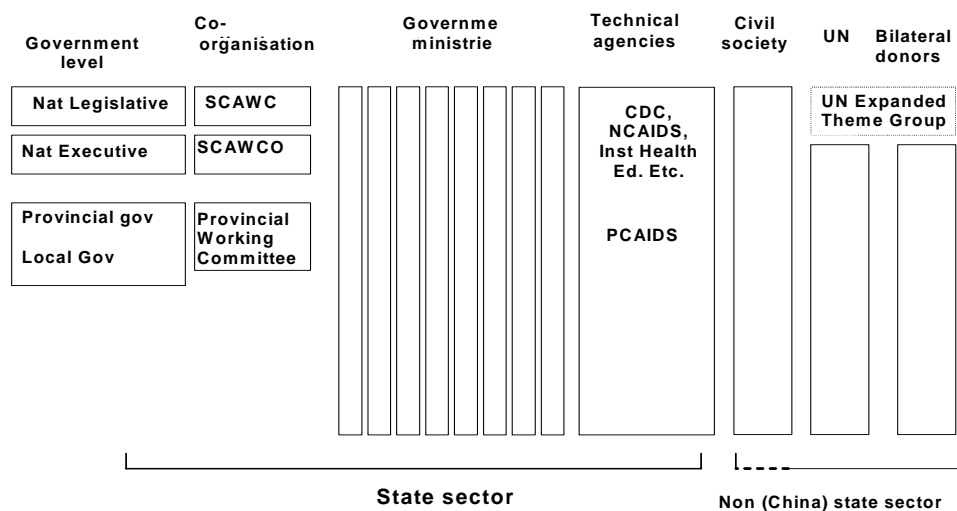 Government
level
Co-
organisation
Governme
ministrie
Technical
agencies
Civil
society
UN
Bilateral
donors
Nat Legislative
SCAWC
Nat Executive
SCAWCO
Provincial gov
Local Gov
Provincial
Working
Committee
CDC,
NCAIDS,
Inst Health
Ed. Etc.
PCAIDS
UN Expanded
Theme Group
State sector
Non (China) state sector